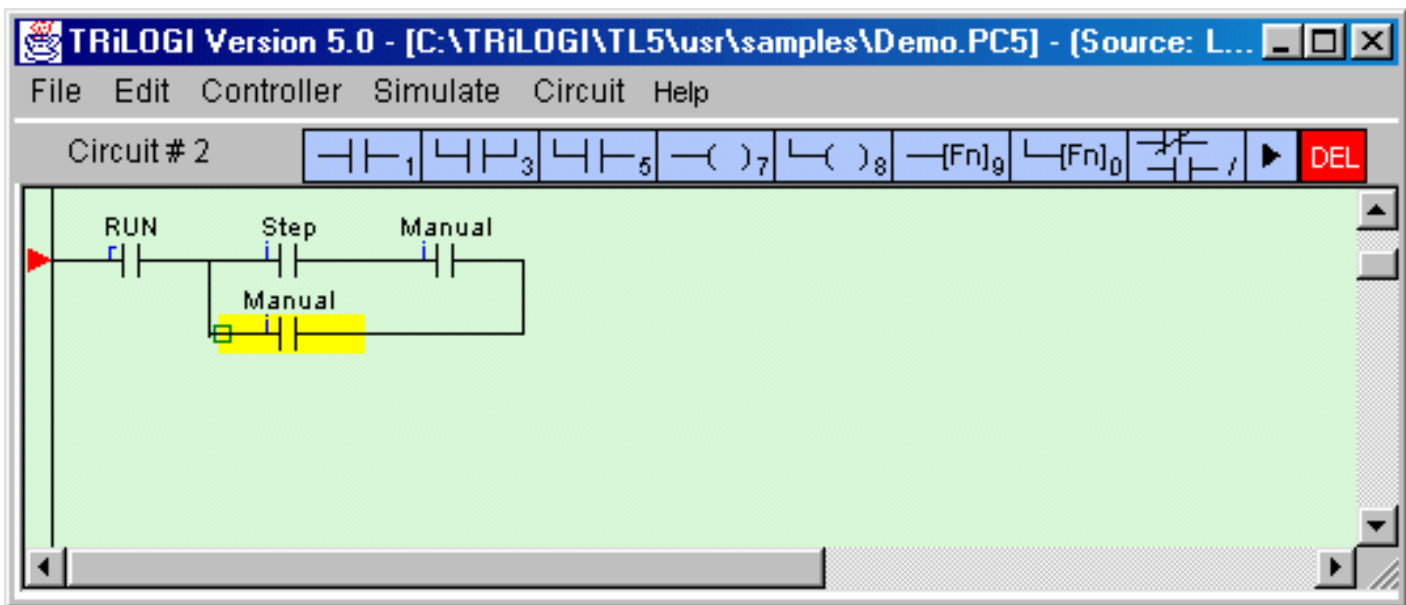 TRiLOGI Version 5.0 - [C:\TRiLOGI\TL5\usr\samples\Demo.PC5] - (Source: L...
File Edit Controller Simulate Circuit Help
Circuit # 2 1 3 5 ( )7 ( )8 [Fn]9 [Fn]0 / DEL
RUN Step Manual
r i i
Manual
i